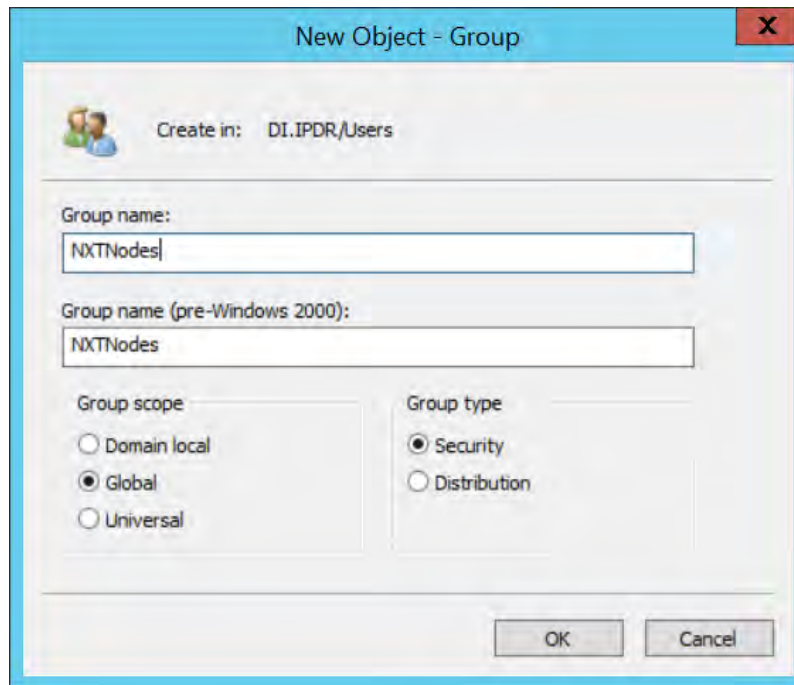 New Object - Group
X
Create in: DI.IPDR/Users
Group name:
NXTNodes
Group name (pre-Windows 2000):
NXTNodes
Group scope
Domain local
Global
Universal
Group type
Security
Distribution
OK
Cancel